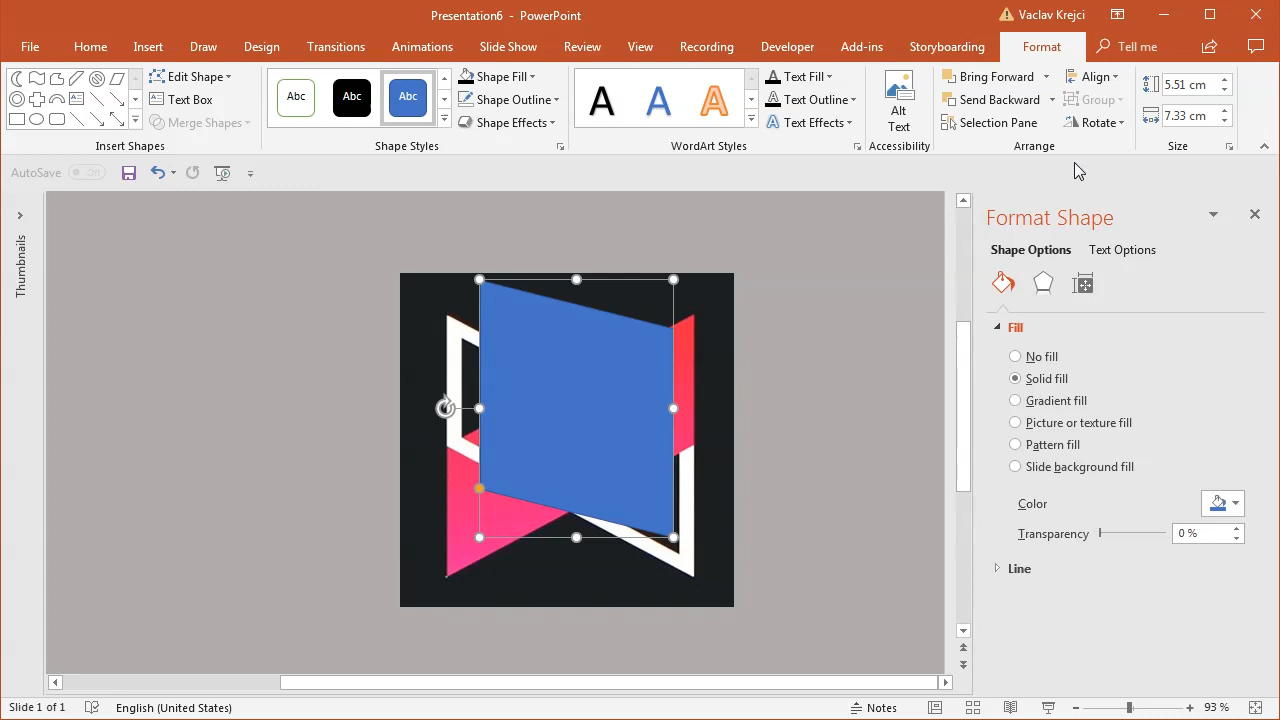 Presentation6 - PowerPoint
Vaclav Krejci
File Home Insert Draw Design Transitions Animations Slide Show Review View Recording Developer Add-ins Storyboarding Format Tell me
Edit Shape
Text Box
Merge Shapes
Insert Shapes
Abc Abc Abc
Shape Fill
Shape Outline
Shape Effects
Shape Styles
A A A
Text Fill
Text Outline
Text Effects
WordArt Styles
Alt
Text
Accessibility
Bring Forward
Send Backward
Selection Pane
Align
Group
Rotate
Arrange
5.51 cm
7.33 cm
Size
AutoSave Off
Thumbnails
Format Shape
Shape Options Text Options
Fill
No fill
Solid fill
Gradient fill
Picture or texture fill
Pattern fill
Slide background fill
Color
Transparency 0 %
Line
Slide 1 of 1 English (United States) Notes 93 %